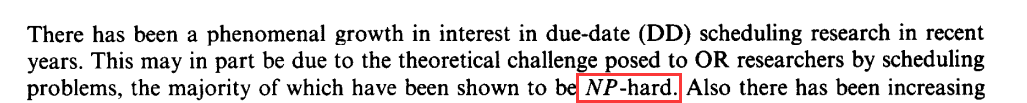 There has been a phenomenal growth in interest in due-date (DD) scheduling research in recent
years. This may in part be due to the theoretical challenge posed to OR researchers by scheduling
problems, the majority of which have been shown to be NP-hard. Also there has been increasing